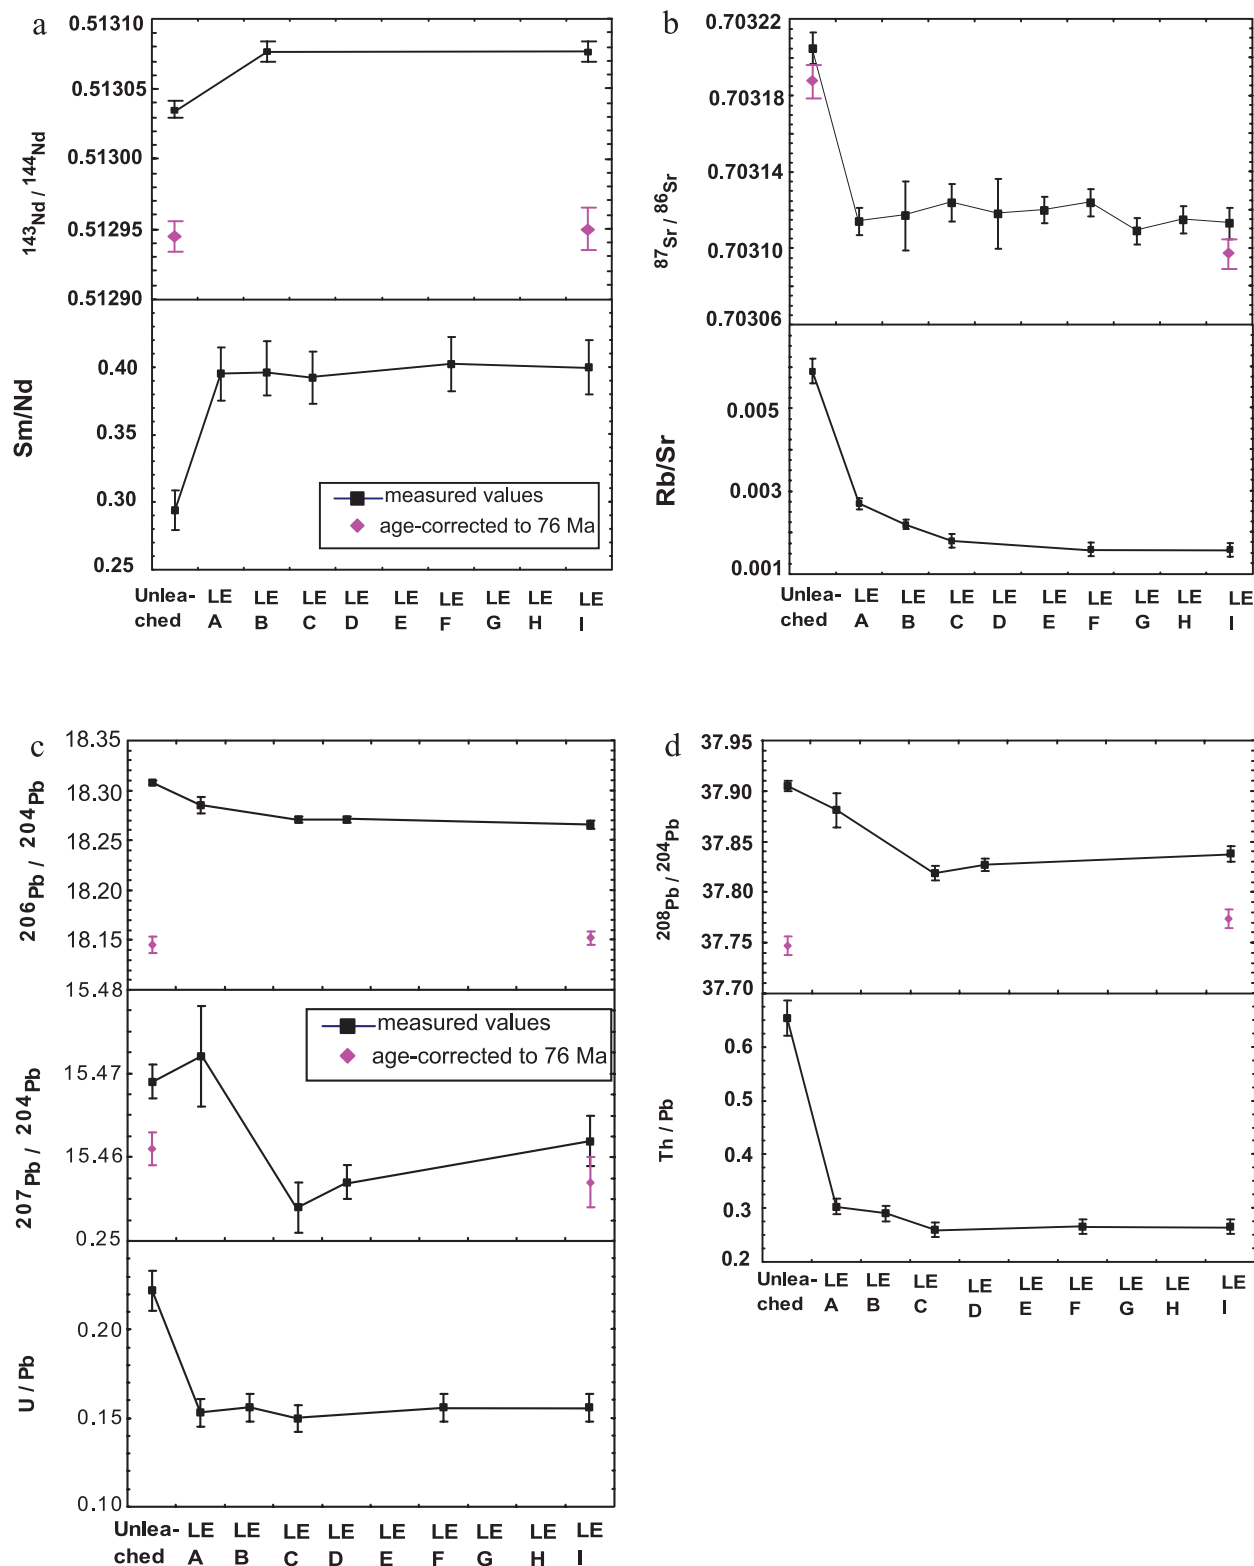 a
0.51310
0.51305
0.51300
0.51295
0.51290
143Nd / 144Nd
0.40
0.35
0.30
0.25
Sm/Nd
measured values
age-corrected to 76 Ma
Unlea- LE LE LE LE LE LE LE LE LE
ched A B C D E F G H I
b
0.70322
0.70318
0.70314
0.70310
0.70306
87Sr / 86Sr
0.005
0.003
0.001
Rb/Sr
Unlea- LE LE LE LE LE LE LE LE LE
ched A B C D E F G H I
c
18.35
18.30
18.25
18.20
18.15
15.48
206Pb / 204Pb
15.47
15.46
0.25
207Pb / 204Pb
measured values
age-corrected to 76 Ma
0.20
0.15
0.10
U / Pb
Unlea- LE LE LE LE LE LE LE LE LE
ched A B C D E F G H I
d
37.95
37.90
37.85
37.80
37.75
37.70
208Pb / 204Pb
0.6
0.5
0.4
0.3
0.2
Th / Pb
Unlea- LE LE LE LE LE LE LE LE LE
ched A B C D E F G H I